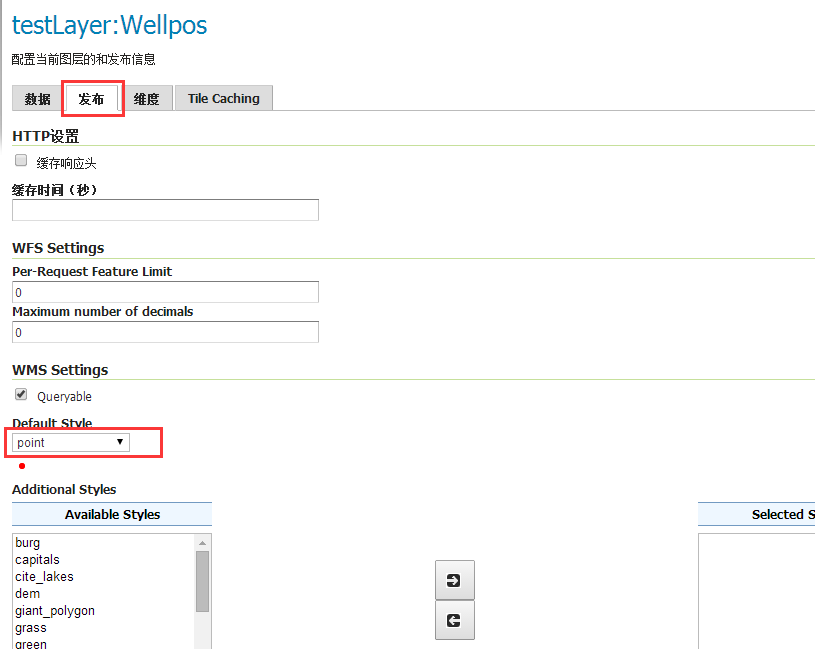 testLayer:Wellpos
配置当前图层的和发布信息
数据 发布 维度 Tile Caching
HTTP设置
缓存响应头
缓存时间（秒）
WFS Settings
Per-Request Feature Limit
0
Maximum number of decimals
0
WMS Settings
Queryable
Default Style
point
Additional Styles
Available Styles
Selected S
burg
capitals
cite_lakes
dem
giant_polygon
grass
green